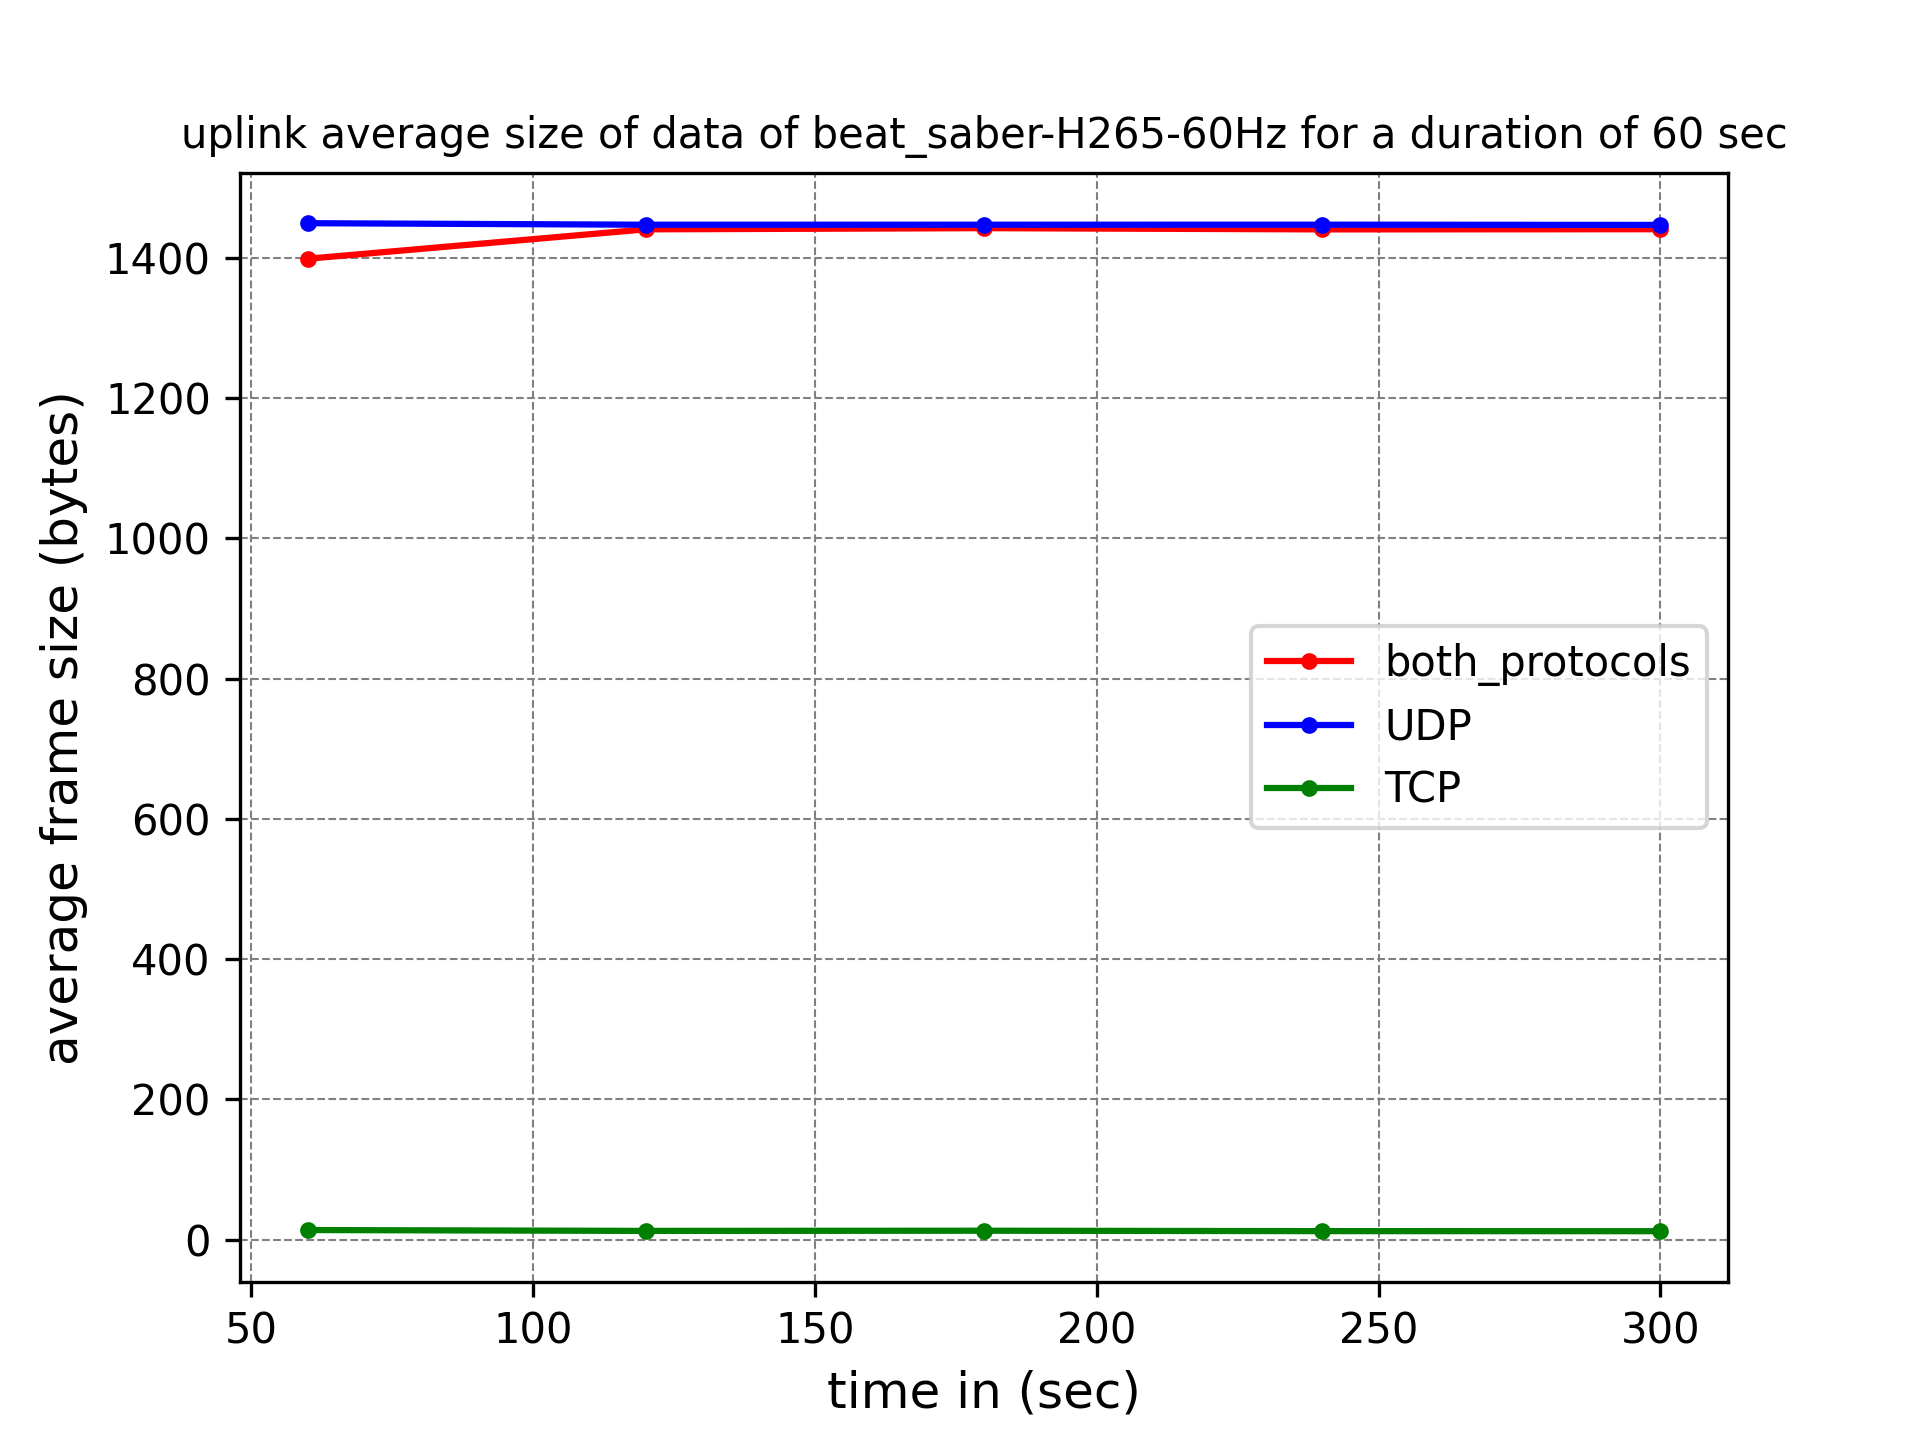 uplink average size of data of beat_saber-H265-60Hz for a duration of 60 sec
average frame size (bytes)
1400
1200
1000
800
600
400
200
0
both_protocols
UDP
TCP
50 100 150 200 250 300
time in (sec)